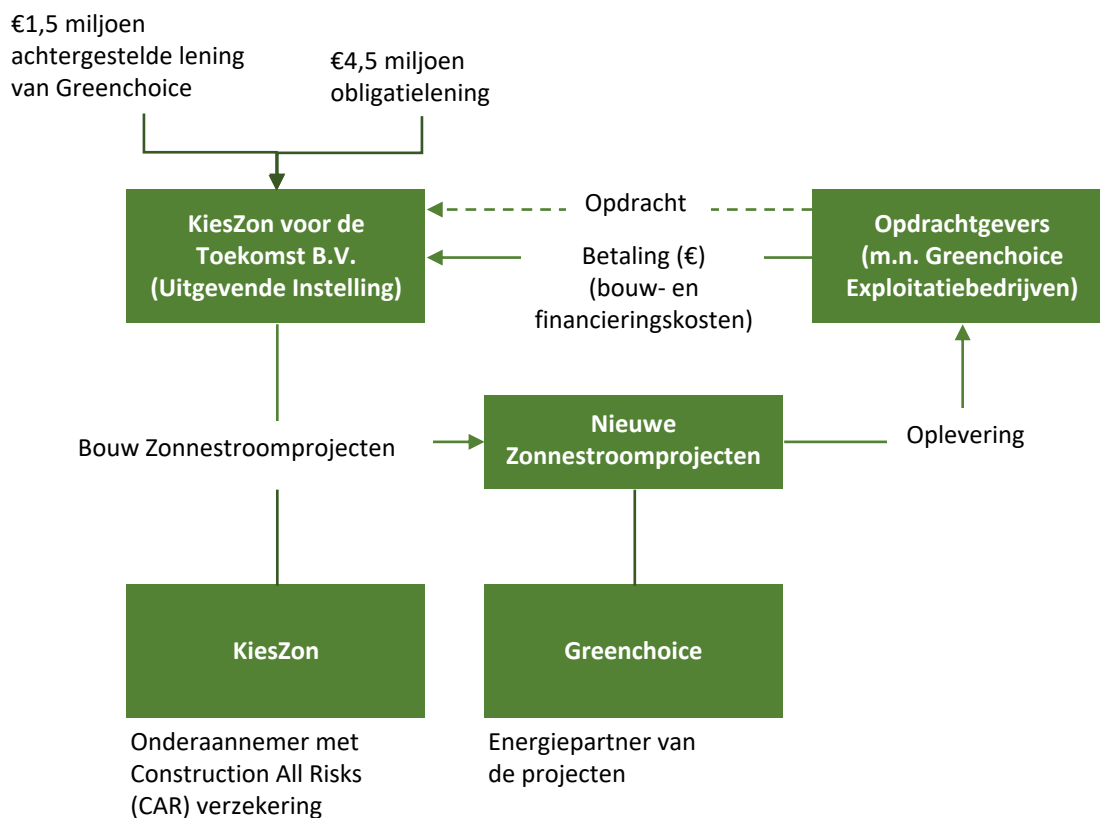 €1,5 miljoen
achtergestelde lening
van Greenchoice
€4,5 miljoen
obligatielening
KiesZon voor de
Toekomst B.V.
(Uitgevende Instelling)
Opdracht
Betaling (€)
(bouw- en
financieringskosten)
Opdrachtgevers
(m.n. Greenchoice
Exploitatiebedrijven)
Bouw Zonnestroomprojecten
Nieuwe
Zonnestroomprojecten
Oplevering
KiesZon
Greenchoice
Onderaannemer met
Construction All Risks
(CAR) verzekering
Energiepartner van
de projecten